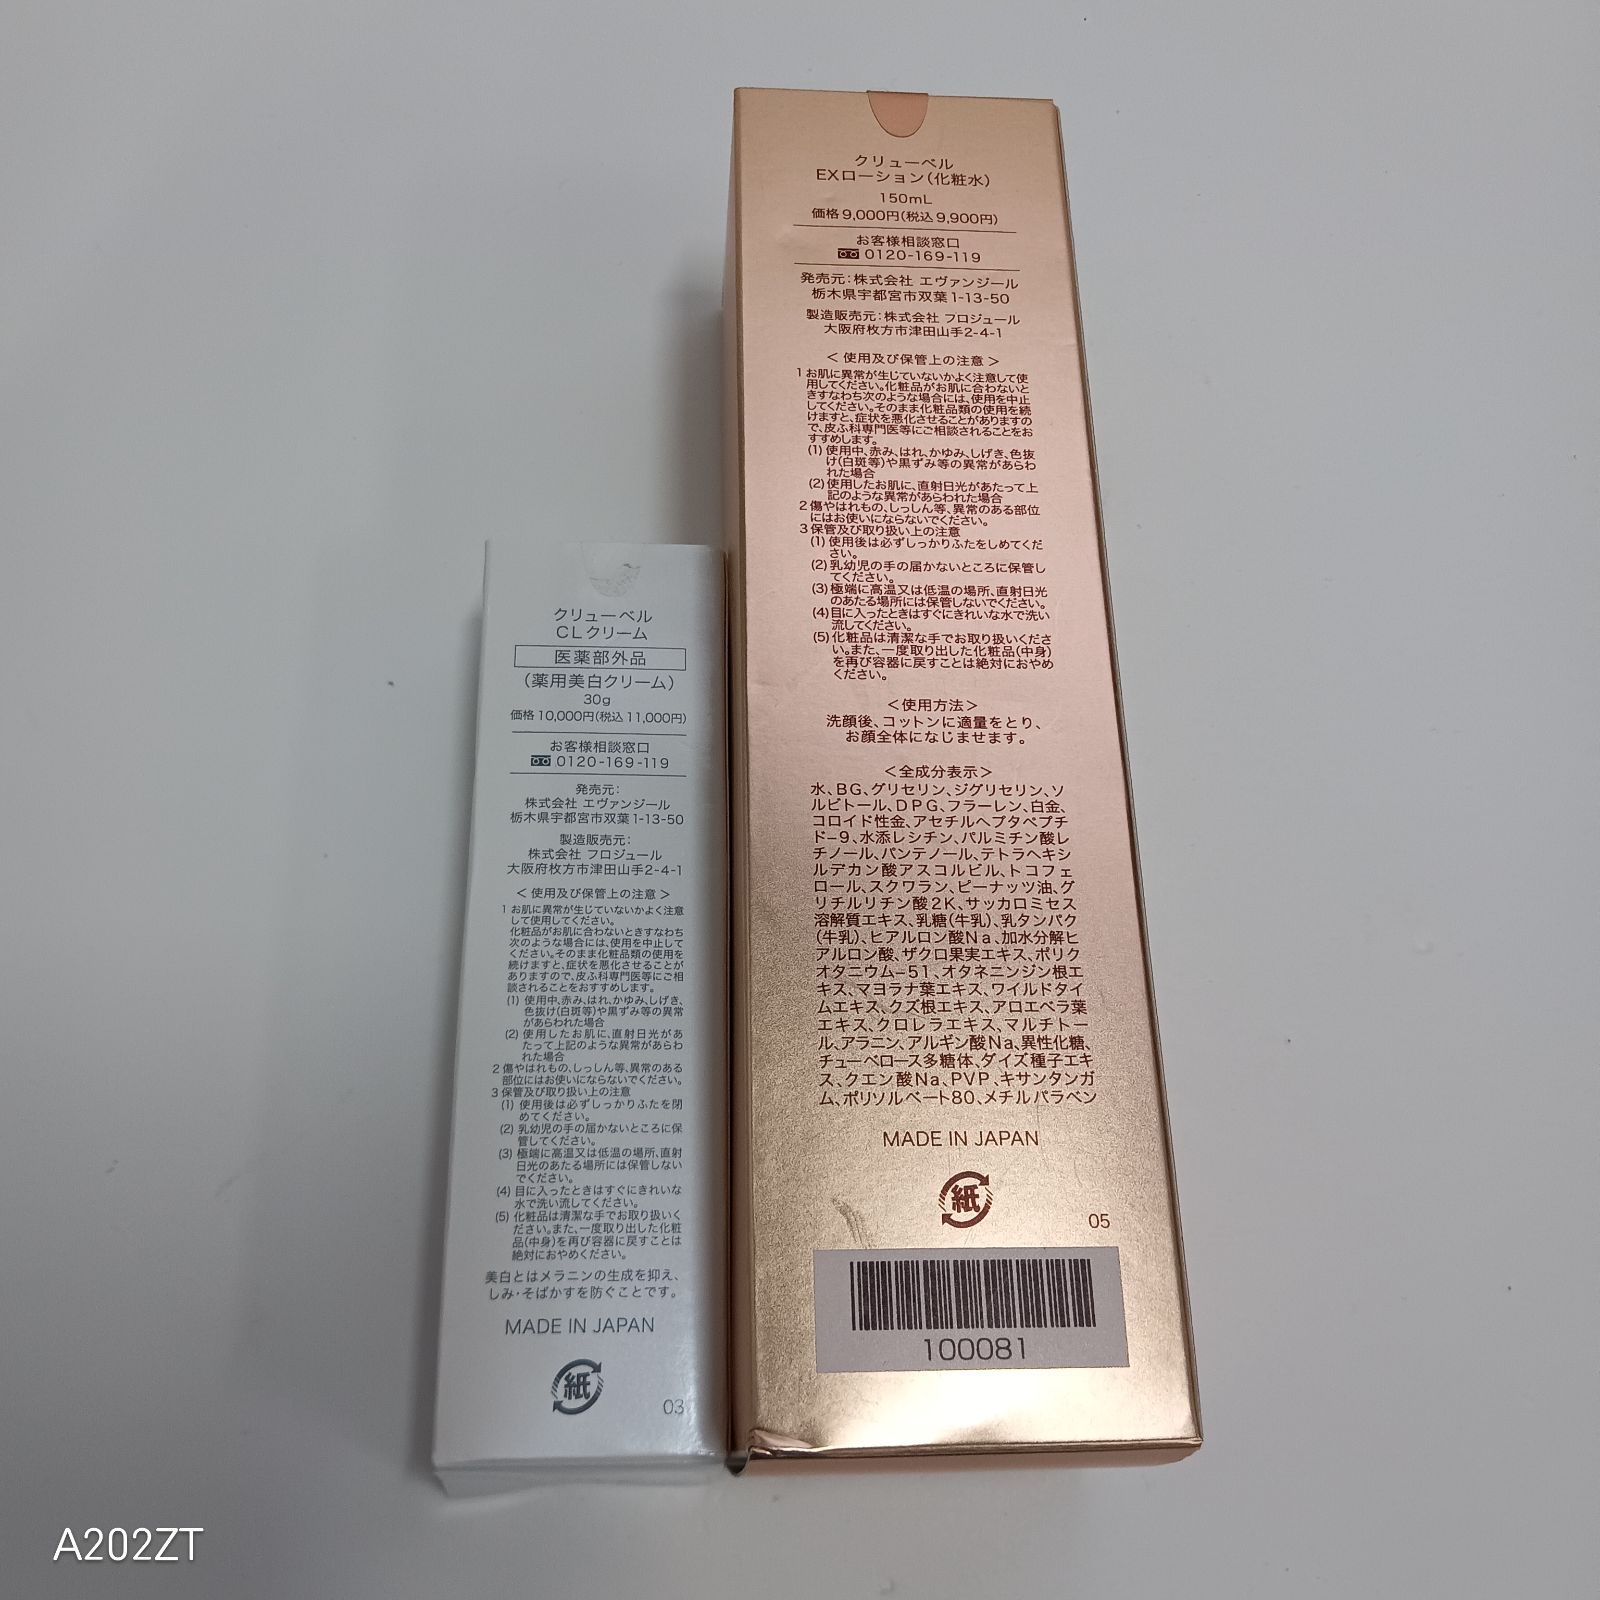 クリューベル
CLクリーム
医薬部外品
(薬用美白クリーム)
30g
価格10,000円(税込11,000円)
お客様相談窓口
0120-169-119
発売元:
株式会社 エヴァンジール
栃木県宇都宮市双葉1-13-50
製造販売元:
株式会社 フロジュール
大阪府枚方市津田山手2-4-1
<使用及び保管上の注意>
1 お肌に異常が生じていないかよく注意
して使用してください。
化粧品がお肌に合わないときすなわち
次のような場合には、使用を中止して
ください。そのまま化粧品類の使用を
続けますと、症状を悪化させることが
ありますので、皮ふ科専門医等にご相
談されることをおすすめします。
(1) 使用中、赤み、はれ、かゆみ、しげき、
色抜け(白斑等)や黒ずみ等の異常
があらわれた場合
(2) 使用したお肌に、直射日光があ
たって上記のような異常があらわ
れた場合
2 傷やはれもの、しっしん等、異常のある
部位にはお使いにならないでください。
3 保管及び取り扱い上の注意
(1) 使用後は必ずしっかりふたを閉
めてください。
(2) 乳幼児の手の届かないところに保
管してください。
(3) 極端に高温又は低温の場所、直射
日光のあたる場所には保管しない
でください。
(4) 目に入ったときはすぐにきれいな
水で洗い流してください。
(5) 化粧品は清潔な手でお取り扱いく
ださい。また、一度取り出した化粧
品(中身)を再び容器に戻すことは
絶対におやめください。
美白とはメラニンの生成を抑え、
しみ・そばかすを防ぐことです。
MADE IN JAPAN
紙
03
クリューベル
EXローション(化粧水)
150mL
価格9,000円(税込9,900円)
お客様相談窓口
0120-169-119
発売元:株式会社 エヴァンジール
栃木県宇都宮市双葉1-13-50
製造販売元:株式会社 フロジュール
大阪府枚方市津田山手2-4-1
<使用及び保管上の注意>
1 お肌に異常が生じていないかよく注意して使
用してください。化粧品がお肌に合わないと
きすなわち次のような場合には、使用を中止
してください。そのまま化粧品類の使用を続
けますと、症状を悪化させることがありますの
で、皮ふ科専門医等にご相談されることをお
すすめします。
(1) 使用中、赤み、はれ、かゆみ、しげき、色抜
け(白斑等)や黒ずみ等の異常があらわ
れた場合
(2) 使用したお肌に、直射日光があたって上
記のような異常があらわれた場合
2 傷やはれもの、しっしん等、異常のある部位
にはお使いにならないでください。
3 保管及び取り扱い上の注意
(1) 使用後は必ずしっかりふたをしめてくだ
さい。
(2) 乳幼児の手の届かないところに保管し
てください。
(3) 極端に高温又は低温の場所、直射日光
のあたる場所には保管しないでください。
(4) 目に入ったときはすぐにきれいな水で洗い
流してください。
(5) 化粧品は清潔な手でお取り扱いくださ
い。また、一度取り出した化粧品(中身)
を再び容器に戻すことは絶対におやめ
ください。
<使用方法>
洗顔後、コットンに適量をとり、
お顔全体になじませます。
<全成分表示>
水、BG、グリセリン、ジグリセリン、ソ
ルビトール、DPG、フラーレン、白金、
コロイド性金、アセチルヘプタペプチ
ド-9、水添レシチン、パルミチン酸レ
チノール、パンテノール、テトラヘキシ
ルデカン酸アスコルビル、トコフェ
ロール、スクワラン、ピーナッツ油、グ
リチルリチン酸2K、サッカロミセス
溶解質エキス、乳糖(牛乳)、乳タンパク
(牛乳)、ヒアルロン酸Na、加水分解ヒ
アルロン酸、ザクロ果実エキス、ポリク
オタニウム-51、オタネニンジン根エ
キス、マヨラナ葉エキス、ワイルドタイ
ムエキス、クズ根エキス、アロエベラ葉
エキス、クロレラエキス、マルチトー
ル、アラニン、アルギン酸Na、異性化糖、
チューベロース多糖体、ダイズ種子エキ
ス、クエン酸Na、PVP、キサンタンガ
ム、ポリソルベート80、メチルパラベン
MADE IN JAPAN
紙
05
100081
A202ZT